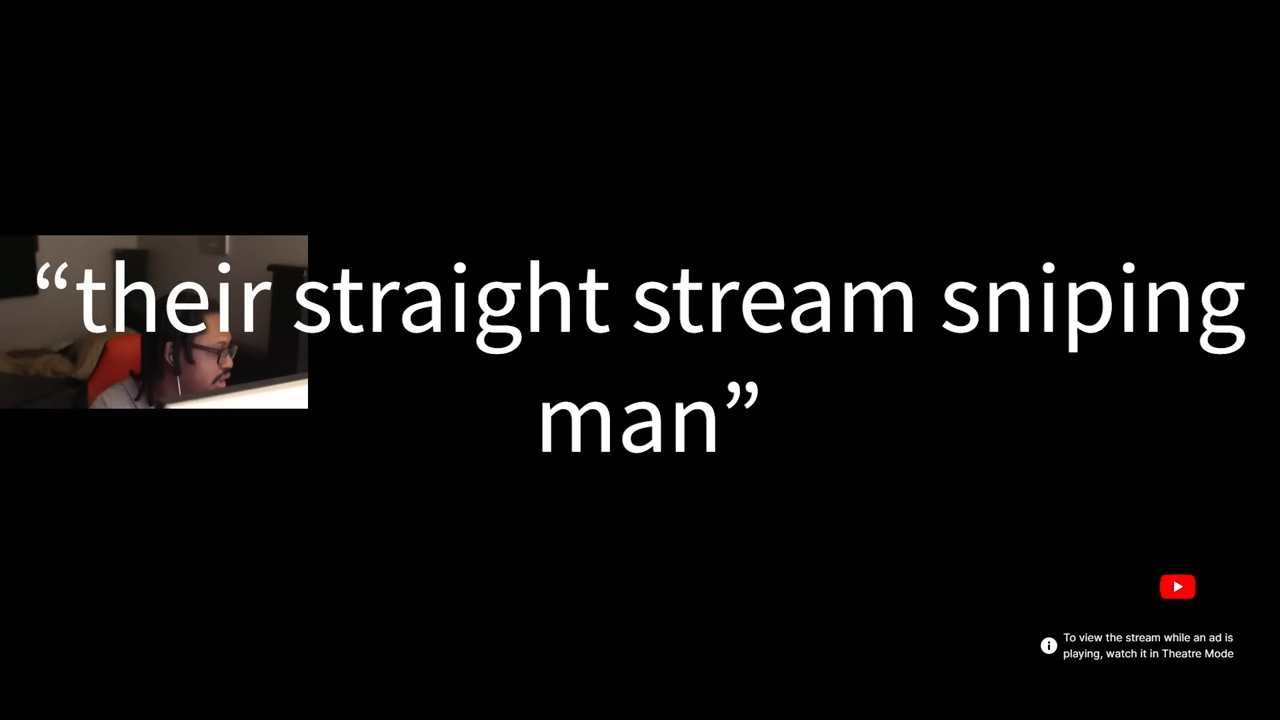 “their straight stream sniping
man”
To view the stream while an ad is
playing, watch it in Theatre Mode